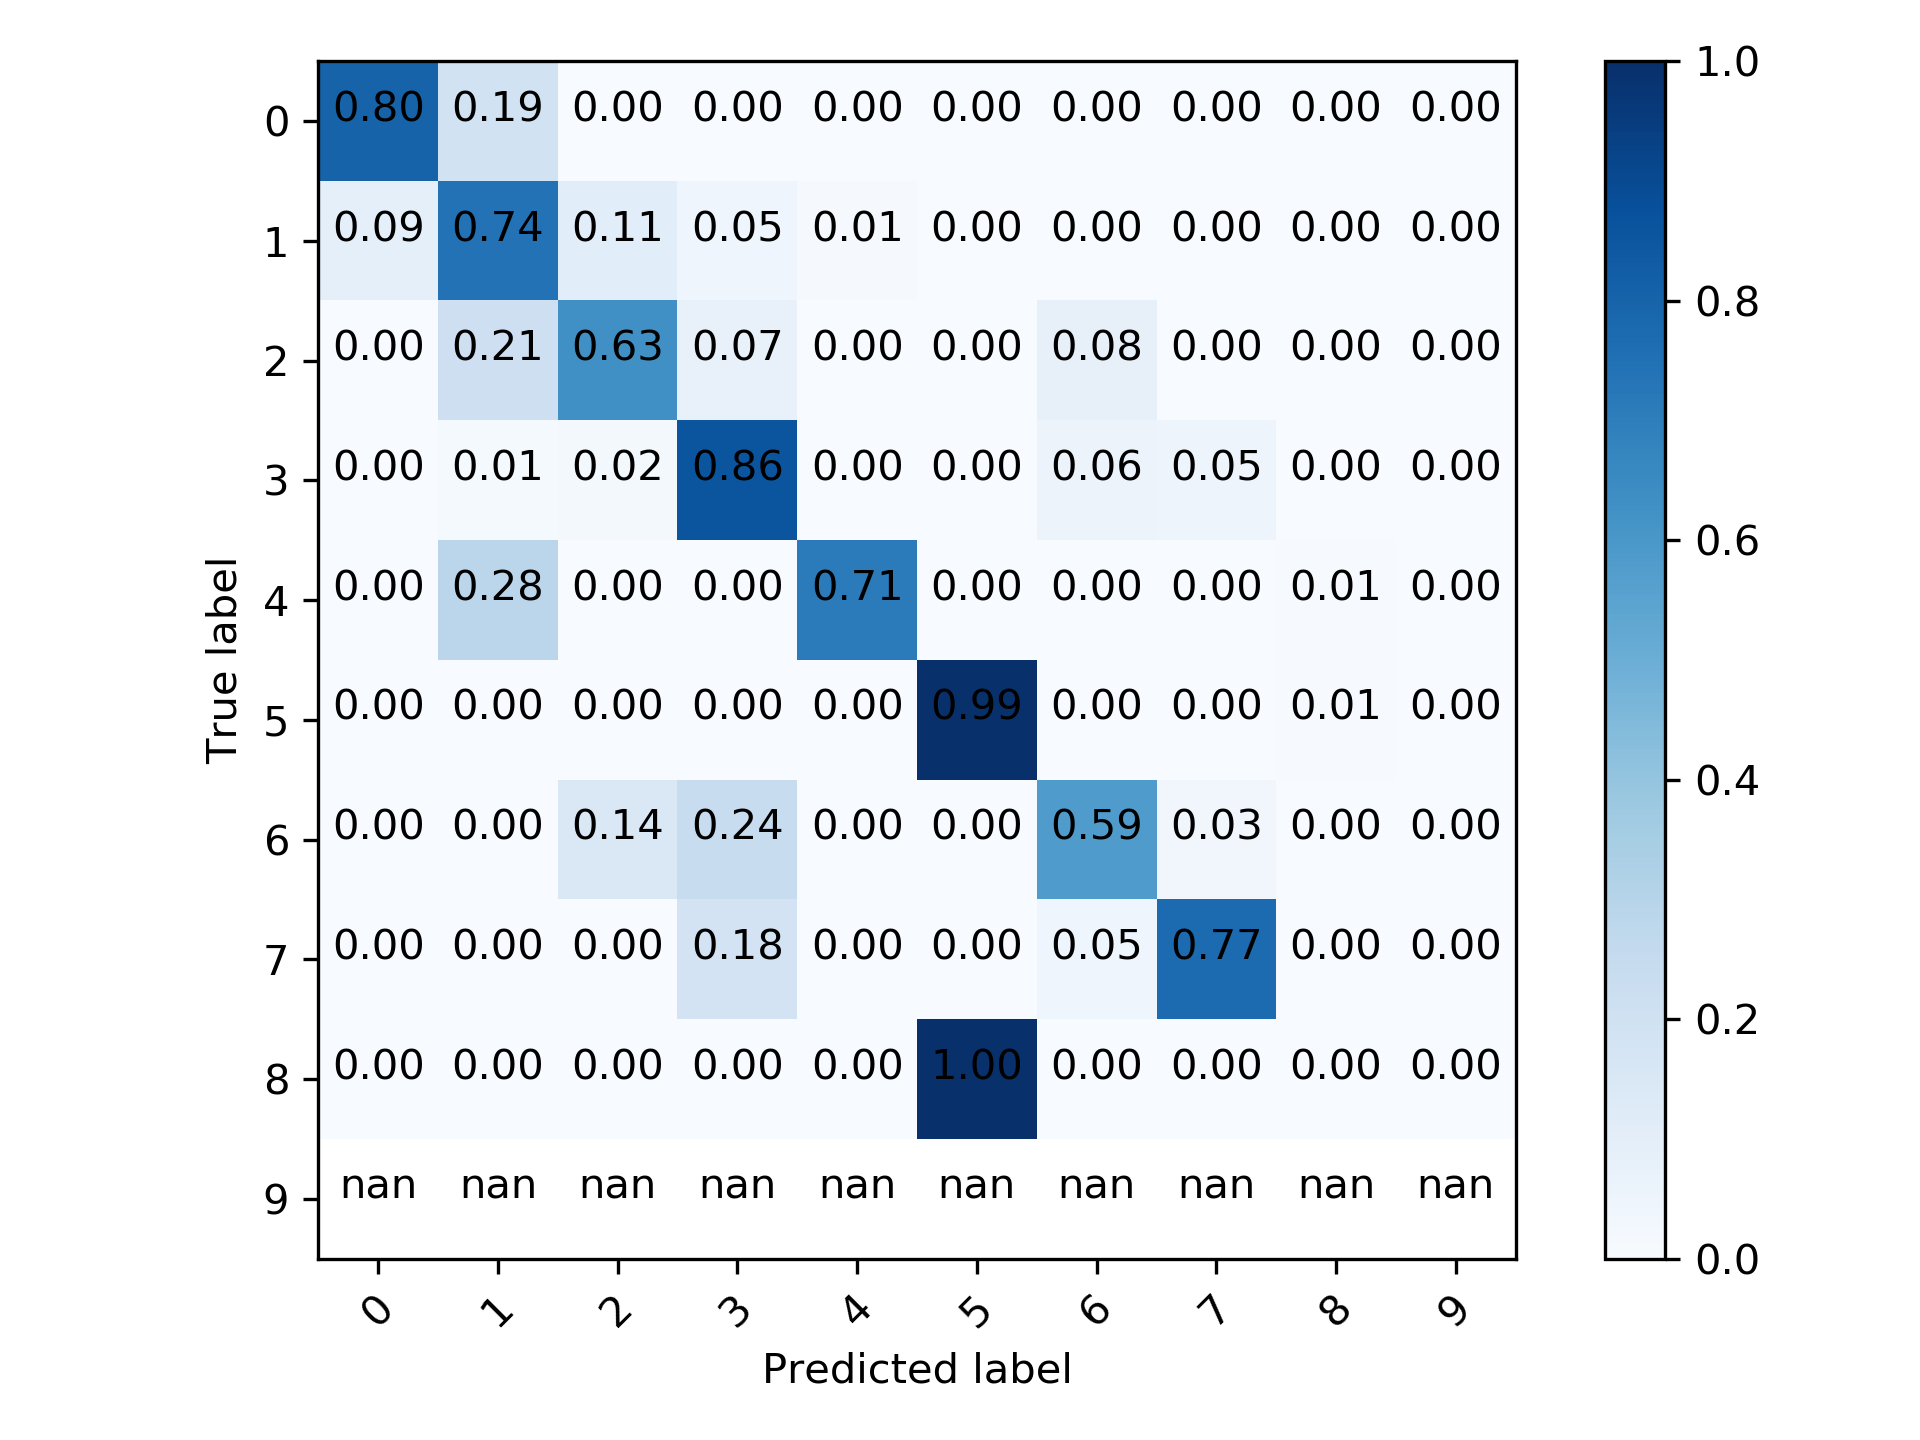 0 0.80 0.19 0.00 0.00 0.00 0.00 0.00 0.00 0.00 0.00
1 0.09 0.74 0.11 0.05 0.01 0.00 0.00 0.00 0.00 0.00
2 0.00 0.21 0.63 0.07 0.00 0.00 0.08 0.00 0.00 0.00
3 0.00 0.01 0.02 0.86 0.00 0.00 0.06 0.05 0.00 0.00
4 0.00 0.28 0.00 0.00 0.71 0.00 0.00 0.00 0.01 0.00
5 0.00 0.00 0.00 0.00 0.00 0.99 0.00 0.00 0.01 0.00
6 0.00 0.00 0.14 0.24 0.00 0.00 0.59 0.03 0.00 0.00
7 0.00 0.00 0.00 0.18 0.00 0.00 0.05 0.77 0.00 0.00
8 0.00 0.00 0.00 0.00 0.00 1.00 0.00 0.00 0.00 0.00
9 nan nan nan nan nan nan nan nan nan nan
0 1 2 3 4 5 6 7 8 9
Predicted label
True label
1.0
0.8
0.6
0.4
0.2
0.0